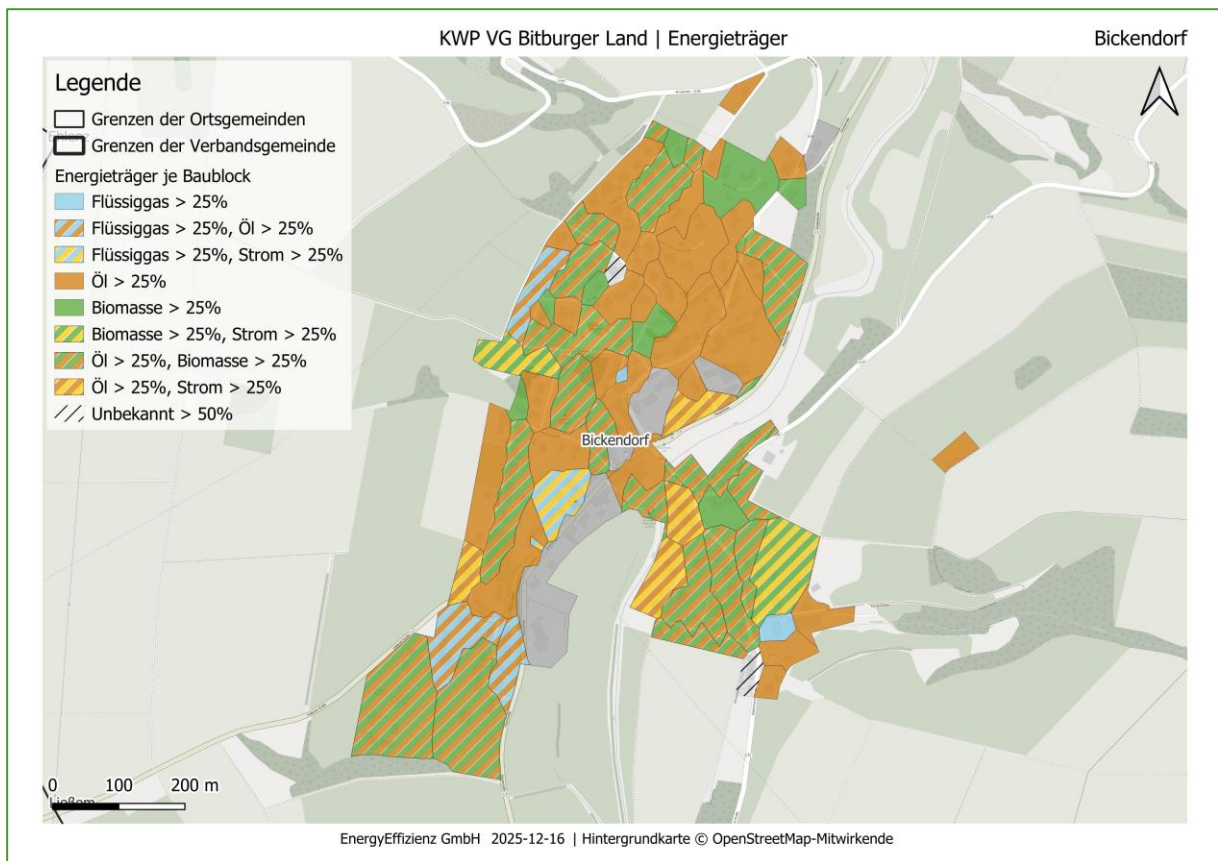 KWP VG Bitburger Land | Energieträger
Bickendorf
Legende
Grenzen der Ortsgemeinden
Grenzen der Verbandsgemeinde
Energieträger je Baublock
Flüssiggas > 25%
Flüssiggas > 25%, Öl > 25%
Flüssiggas > 25%, Strom > 25%
Öl > 25%
Biomasse > 25%
Biomasse > 25%, Strom > 25%
Öl > 25%, Biomasse > 25%
Öl > 25%, Strom > 25%
Unbekannt > 50%
Bickendorf
0 100 200 m
Ließem
EnergyEffizienz GmbH 2025-12-16 | Hintergrundkarte © OpenStreetMap-Mitwirkende